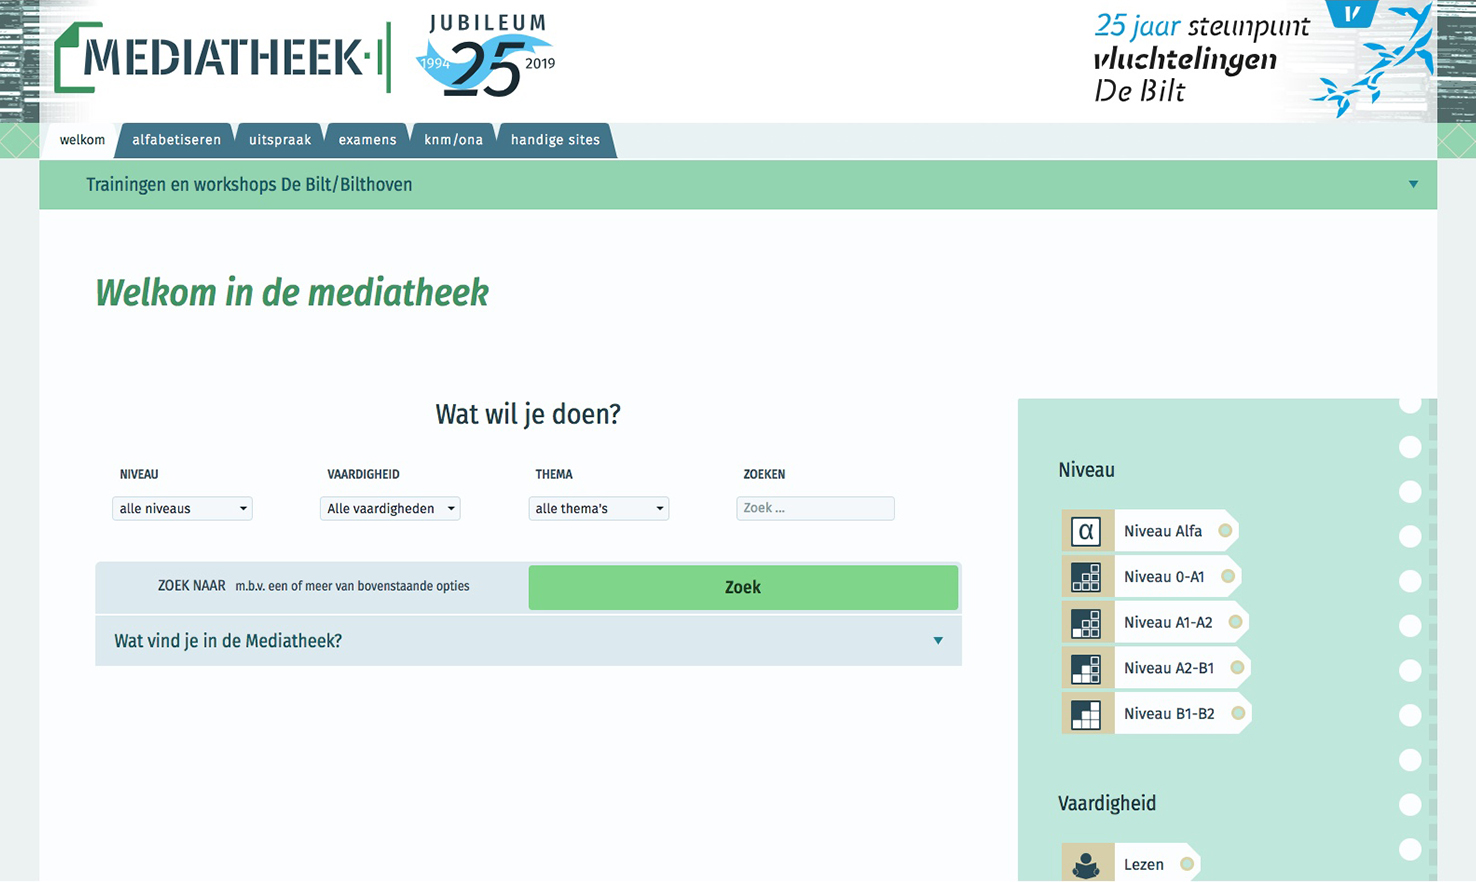 MEDIATHEEK·I
JUBILEUM
1994 25 2019
25 jaar steunpunt
vluchtelingen
De Bilt
V
welkom
alfabetiseren
uitspraak
examens
knm/ona
handige sites
Trainingen en workshops De Bilt/Bilthoven
Welkom in de mediatheek
Wat wil je doen?
NIVEAU
VAARDIGHEID
THEMA
ZOEKEN
alle niveaus
Alle vaardigheden
alle thema's
Zoek ...
ZOEK NAAR m.b.v. een of meer van bovenstaande opties
Zoek
Wat vind je in de Mediatheek?
Niveau
α Niveau Alfa
Niveau 0-A1
Niveau A1-A2
Niveau A2-B1
Niveau B1-B2
Vaardigheid
Lezen